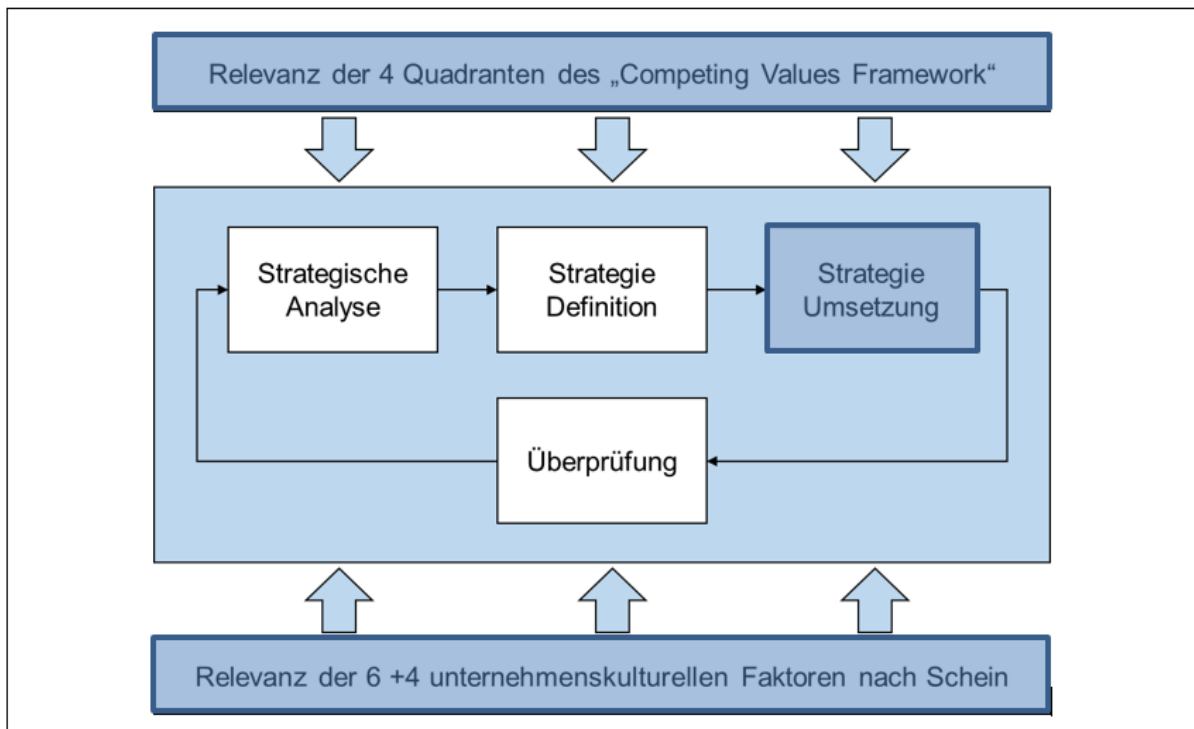 Relevanz der 4 Quadranten des „Competing Values Framework“
Strategische
Analyse
Strategie
Definition
Strategie
Umsetzung
Überprüfung
Relevanz der 6 +4 unternehmenskulturellen Faktoren nach Schein